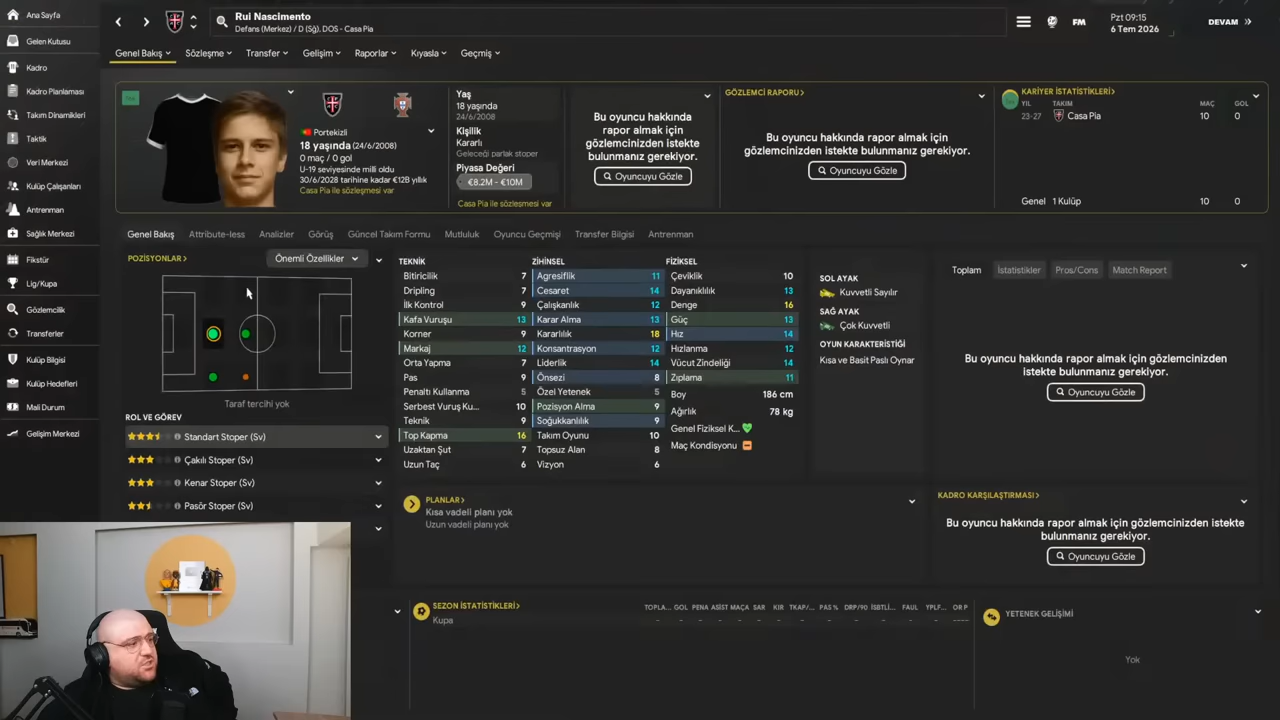 Ana Sayfa
Gelen Kutusu
Kadro
Kadro Planlaması
Takım Dinamikleri
Taktik
Veri Merkezi
Kulüp Çalışanları
Antrenman
Sağlık Merkezi
Fikstür
Lig/Kupa
Gözlemcilik
Transferler
Kulüp Bilgisi
Kulüp Hedefleri
Mali Durum
Gelişim Merkezi
Rui Nascimento
Defans (Merkez) / D (Sğ), DOS - Casa Pia
FM
Pzt 09:15
6 Tem 2026
DEVAM
Genel Bakış
Sözleşme
Transfer
Gelişim
Raporlar
Kıyasla
Geçmiş
Portekizli
18 yaşında (24/6/2008)
0 maç / 0 gol
U-19 seviyesinde milli oldu
30/6/2028 tarihine kadar €12B yıllık
Casa Pia ile sözleşmesi var
Yaş
18 yaşında
24/6/2008
Kişilik
Kararlı
Geleceği parlak stoper
Piyasa Değeri
€8.2M - €10M
Casa Pia ile sözleşmesi var
Bu oyuncu hakkında rapor almak için gözlemcinizden istekte bulunmanız gerekiyor.
Oyuncuyu Gözle
GÖZLEMCİ RAPORU
Bu oyuncu hakkında rapor almak için
gözlemcinizden istekte bulunmanız gerekiyor.
Oyuncuyu Gözle
KARİYER İSTATİSTİKLERİ
YIL TAKIM MAÇ GOL
23-27 Casa Pia 10 0
Genel 1 Kulüp 10 0
Genel Bakış Attribute-less Analizler Görüş Güncel Takım Formu Mutluluk Oyuncu Geçmişi Transfer Bilgisi Antrenman
POZİSYONLAR
Önemli Özellikler
Taraf tercihi yok
ROL VE GÖREV
Standart Stoper (Sv)
Çakılı Stoper (Sv)
Kenar Stoper (Sv)
Pasör Stoper (Sv)
TEKNİK
Bitiricilik 7
Dripling 7
İlk Kontrol 9
Kafa Vuruşu 13
Korner 9
Markaj 12
Orta Yapma 7
Pas 9
Penaltı Kullanma 5
Serbest Vuruş Ku... 10
Teknik 9
Top Kapma 16
Uzaktan Şut 7
Uzun Taç 6
ZİHİNSEL
Agresiflik 11
Cesaret 14
Çalışkanlık 12
Karar Alma 13
Kararlılık 18
Konsantrasyon 12
Liderlik 14
Önsezi 8
Özel Yetenek 5
Pozisyon Alma 9
Soğukkanlılık 9
Takım Oyunu 10
Topsuz Alan 8
Vizyon 6
FİZİKSEL
Çeviklik 10
Dayanıklılık 13
Denge 16
Güç 13
Hız 14
Hızlanma 12
Vücut Zindeliği 14
Zıplama 11
Boy 186 cm
Ağırlık 78 kg
Genel Fiziksel K...
Maç Kondisyonu
SOL AYAK
Kuvvetli Sayılır
SAĞ AYAK
Çok Kuvvetli
OYUN KARAKTERİSTİĞİ
Kısa ve Basit Paslı Oynar
Toplam İstatistikler Pros/Cons Match Report
Bu oyuncu hakkında rapor almak için gözlemcinizden
istekte bulunmanız gerekiyor.
Oyuncuyu Gözle
PLANLAR
Kısa vadeli planı yok
Uzun vadeli planı yok
KADRO KARŞILAŞTIRMASI
Bu oyuncu hakkında rapor almak için gözlemcinizden istekte
bulunmanız gerekiyor.
Oyuncuyu Gözle
SEZON İSTATİSTİKLERİ
TOPLA... GOL PENA ASİST MAÇA SAR KIR TKAP/... PAS % DRP/90 İSBTLİ... FAUL YPLF... OR P
Kupa
YETENEK GELİŞİMİ
Yok